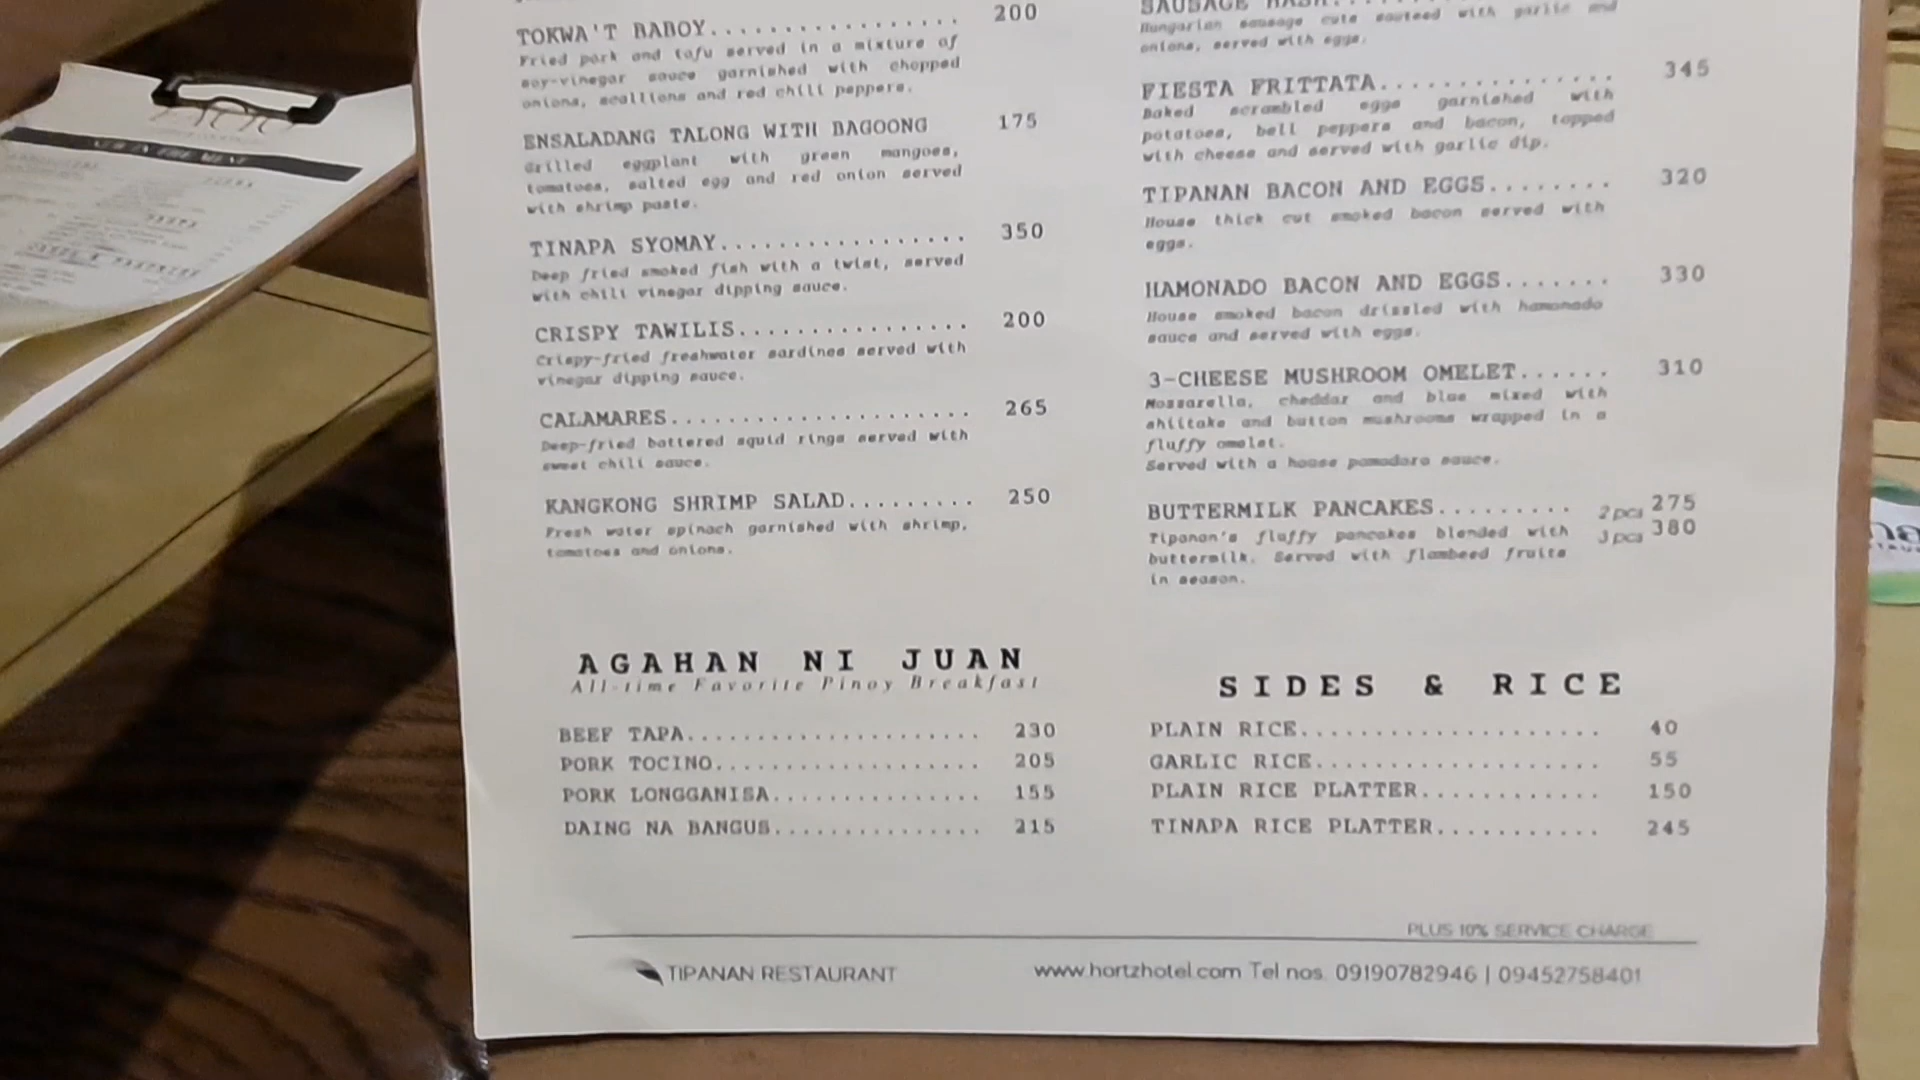 TOKWA'T BABOY............... 200
Fried pork and tofu served in a mixture of
soy-vinegar sauce garnished with chopped
onions, scallions and red chili peppers.
ENSALADANG TALONG WITH BAGOONG 175
Grilled eggplant with green mangoes,
tomatoes, salted egg and red onion served
with shrimp paste.
TINAPA SYOMAY................. 350
Deep fried smoked fish with a twist, served
with chili vinegar dipping sauce.
CRISPY TAWILIS................ 200
Crispy-fried freshwater sardines served with
vinegar dipping sauce.
CALAMARES..................... 265
Deep-fried battered squid rings served with
sweet chili sauce.
KANGKONG SHRIMP SALAD......... 250
Fresh water spinach garnished with shrimp,
tomatoes and onions.
AGAHAN NI JUAN
All-time Favorite Pinoy Breakfast
BEEF TAPA..................... 230
PORK TOCINO................... 205
PORK LONGGANISA............... 155
DAING NA BANGUS............... 215
SAUSAGE HASH
Hungarian sausage cuts sauteed with garlic and
onions, served with eggs.
FIESTA FRITTATA.............. 345
Baked scrambled eggs garnished with
potatoes, bell peppers and bacon, topped
with cheese and served with garlic dip.
TIPANAN BACON AND EGGS........ 320
House thick cut smoked bacon served with
eggs.
HAMONADO BACON AND EGGS....... 330
House smoked bacon drizzled with hamonado
sauce and served with eggs.
3-CHEESE MUSHROOM OMELET...... 310
Mozzarella, cheddar and blue mixed with
shiitake and button mushrooms wrapped in a
fluffy omelet.
Served with a house pomodoro sauce.
BUTTERMILK PANCAKES......... 2 pcs 275
3 pcs 380
Tipanan's fluffy pancakes blended with
buttermilk. Served with flambeed fruits
in season.
SIDES & RICE
PLAIN RICE.................... 40
GARLIC RICE................... 55
PLAIN RICE PLATTER............ 150
TINAPA RICE PLATTER........... 245
PLUS 10% SERVICE CHARGE
TIPANAN RESTAURANT www.hortzhotel.com Tel nos. 09190782946 | 09452758401